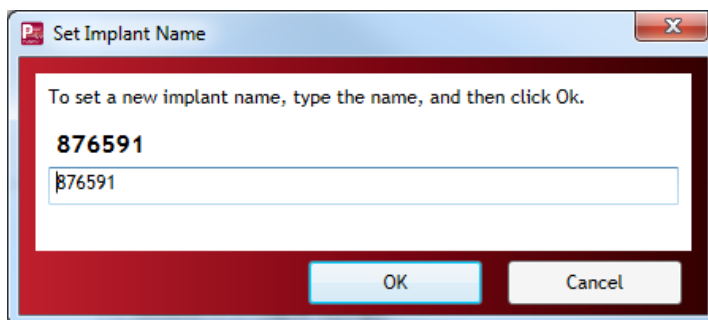 Set Implant Name
To set a new implant name, type the name, and then click Ok.
876591
876591
OK
Cancel